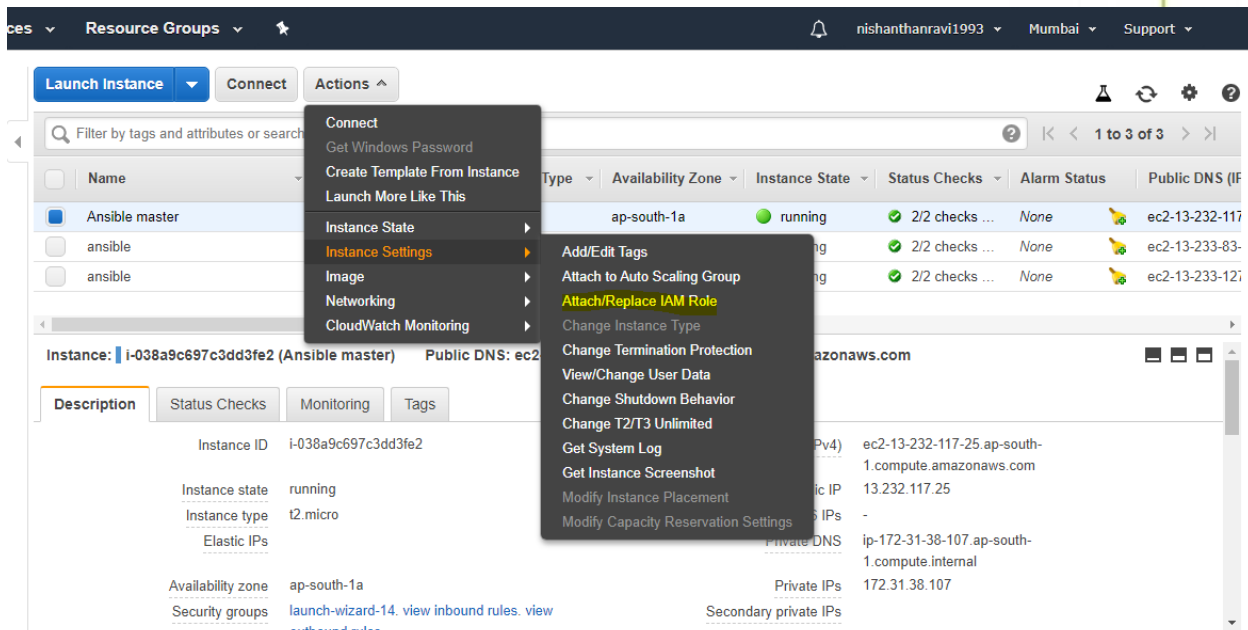 ces Resource Groups nishanthanravi1993 Mumbai Support
Launch Instance Connect Actions
Filter by tags and attributes or search 1 to 3 of 3
Name Type Availability Zone Instance State Status Checks Alarm Status Public DNS (IP
Ansible master ap-south-1a running 2/2 checks ... None ec2-13-232-117
ansible ng 2/2 checks ... None ec2-13-233-83-
ansible ng 2/2 checks ... None ec2-13-233-127
Connect
Get Windows Password
Create Template From Instance
Launch More Like This
Instance State
Instance Settings
Image
Networking
CloudWatch Monitoring
Add/Edit Tags
Attach to Auto Scaling Group
Attach/Replace IAM Role
Change Instance Type
Change Termination Protection
View/Change User Data
Change Shutdown Behavior
Change T2/T3 Unlimited
Get System Log
Get Instance Screenshot
Modify Instance Placement
Modify Capacity Reservation Settings
Instance: i-038a9c697c3dd3fe2 (Ansible master) Public DNS: ec2 azonaws.com
Description Status Checks Monitoring Tags
Instance ID i-038a9c697c3dd3fe2 Pv4) ec2-13-232-117-25.ap-south-
1.compute.amazonaws.com
Instance state running ic IP 13.232.117.25
Instance type t2.micro IPs -
Elastic IPs Private DNS ip-172-31-38-107.ap-south-
1.compute.internal
Availability zone ap-south-1a Private IPs 172.31.38.107
Security groups launch-wizard-14. view inbound rules. view Secondary private IPs
outbound rules